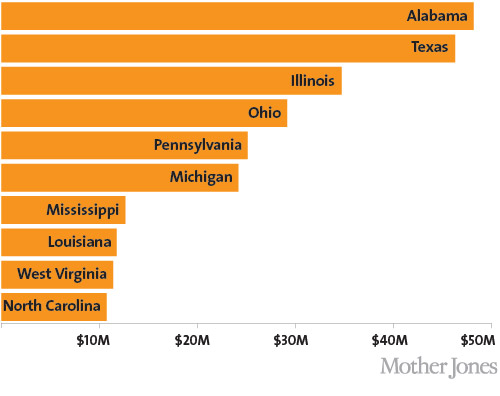 Alabama
Texas
Illinois
Ohio
Pennsylvania
Michigan
Mississippi
Louisiana
West Virginia
North Carolina
$10M $20M $30M $40M $50M
Mother Jones